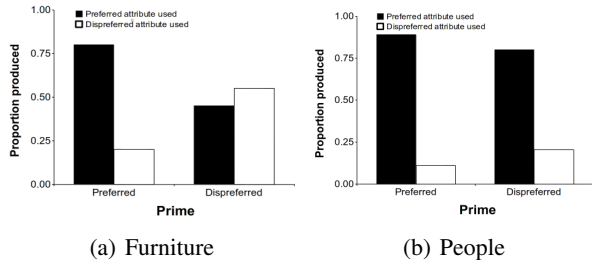 Preferred attribute used
Dispreferred attribute used
Proportion produced
1.00
0.75
0.50
0.25
0.00
Preferred
Dispreferred
Prime
(a) Furniture
Preferred attribute used
Dispreferred attribute used
Proportion produced
1.00
0.75
0.50
0.25
0.00
Preferred
Dispreferred
Prime
(b) People